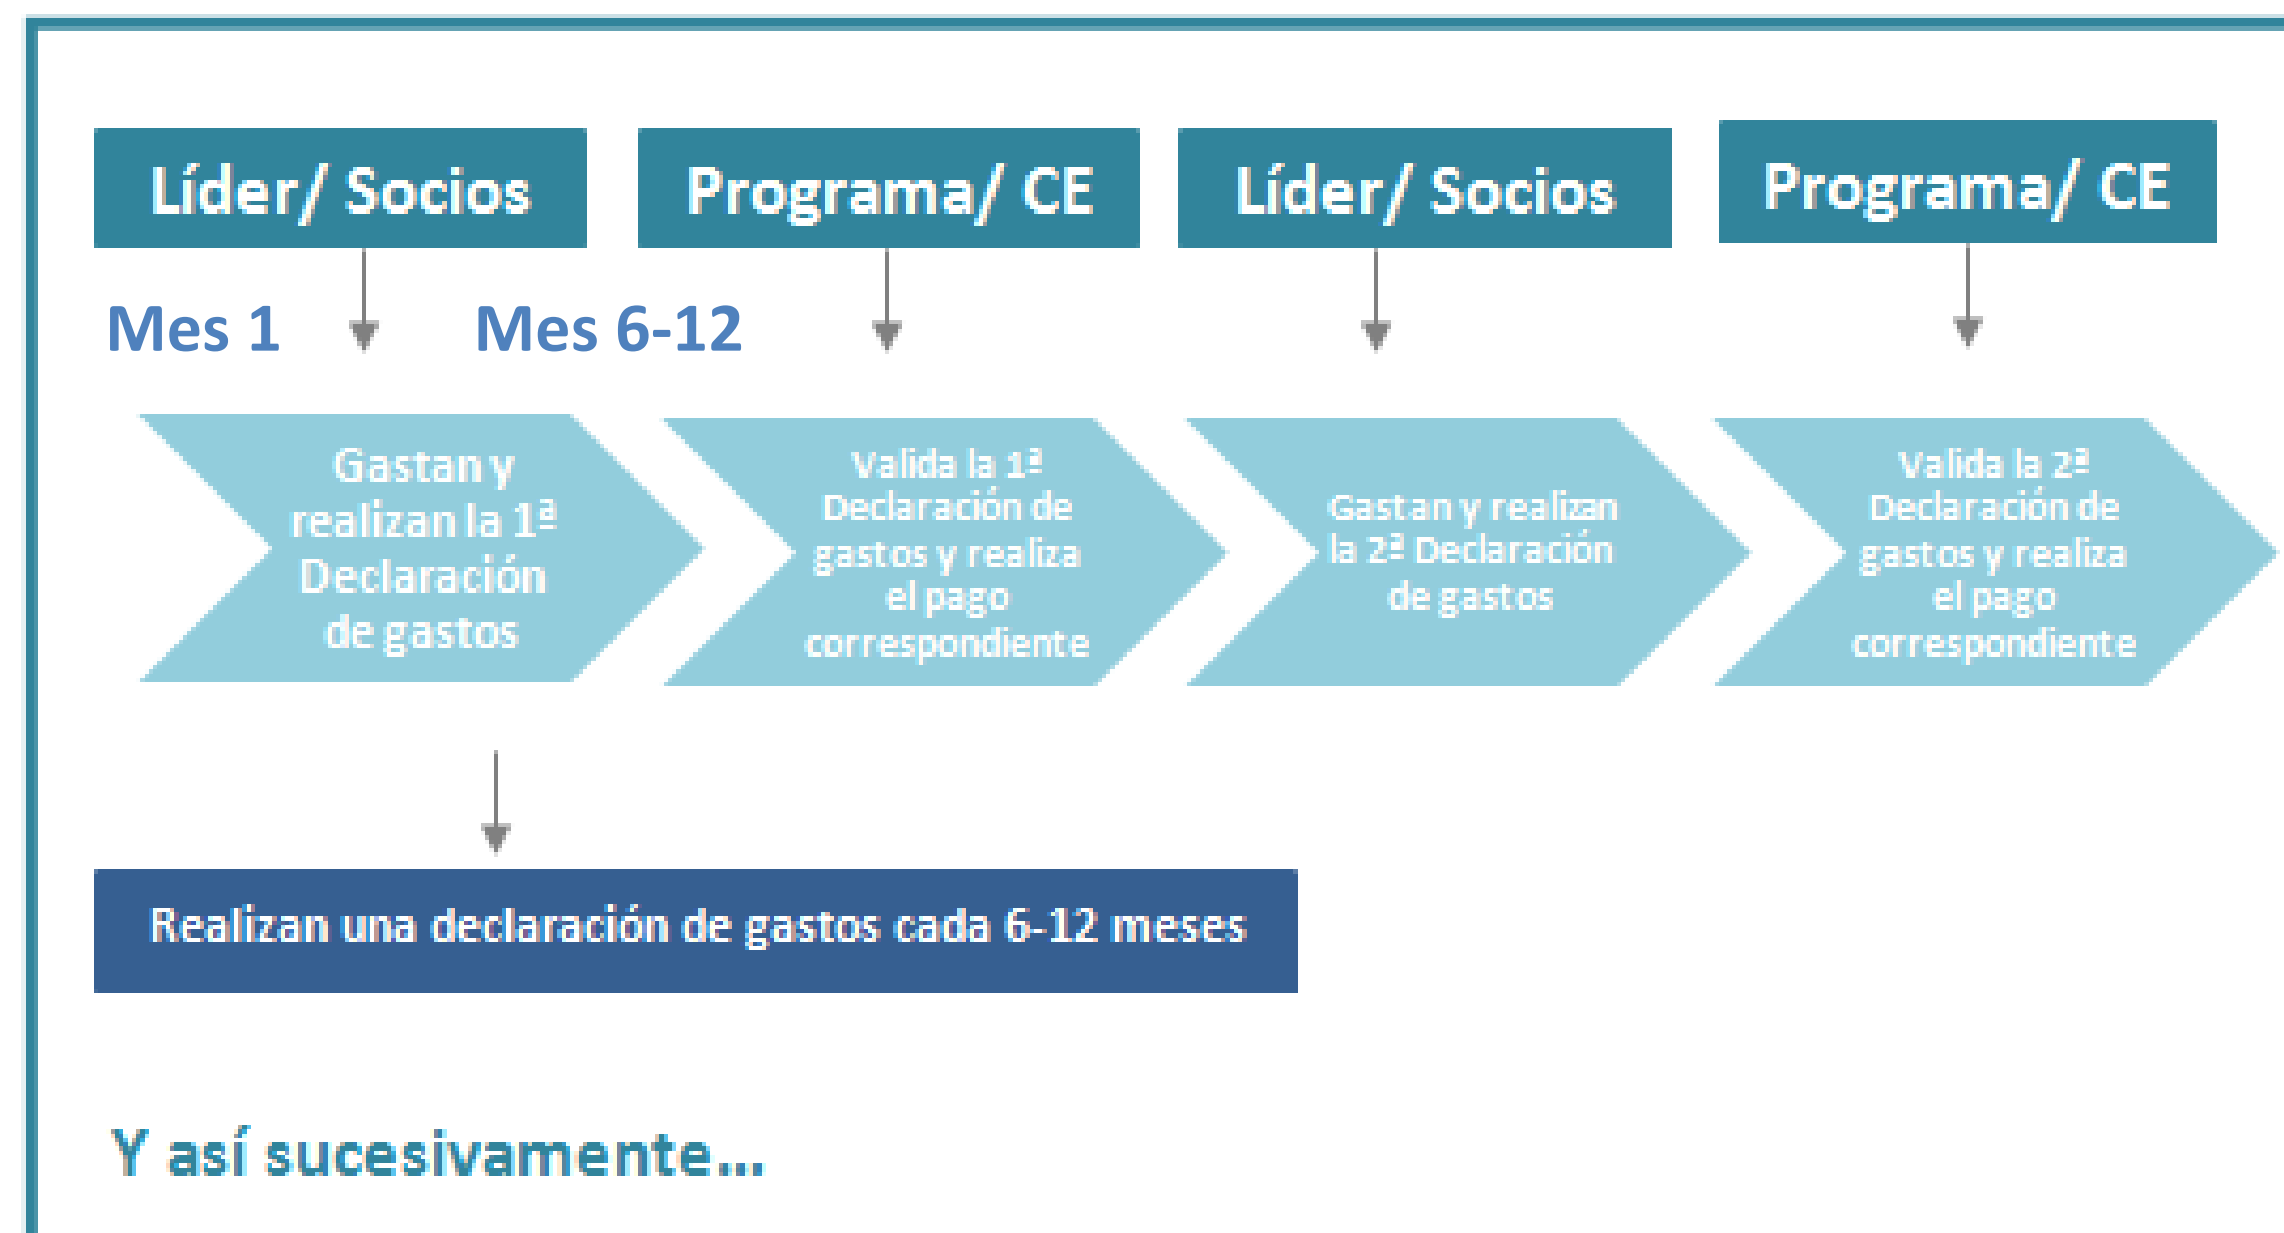 Líder/ Socios
Programa/ CE
Líder/ Socios
Programa/ CE
Mes 1
Mes 6-12
Gastan y
realizan la 1ª
Declaración
de gastos
Valida la 1ª
Declaración de
gastos y realiza
el pago
correspondiente
Gastan y realizan
la 2ª Declaración
de gastos
Valida la 2ª
Declaración de
gastos y realiza
el pago
correspondiente
Realizan una declaración de gastos cada 6-12 meses
Y así sucesivamente...